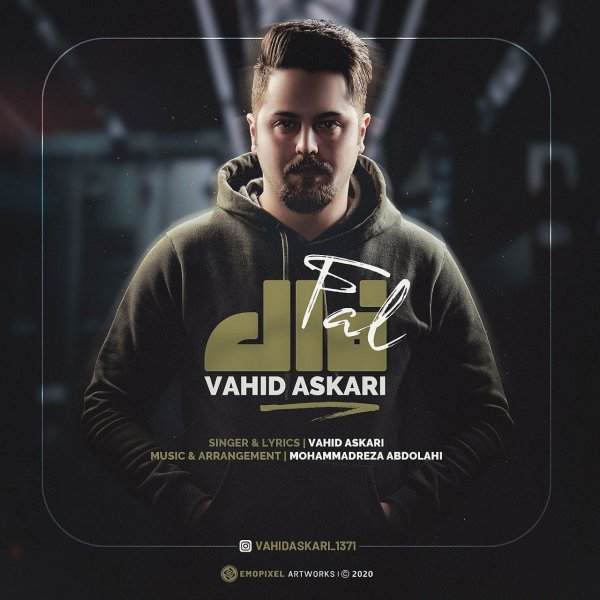 فال
Fal
VAHID ASKARI
SINGER & LYRICS | VAHID ASKARI
MUSIC & ARRANGEMENT | MOHAMMADREZA ABDOLAHI
VAHIDASKARI_1371
EMOPIXEL ARTWORKS | © 2020